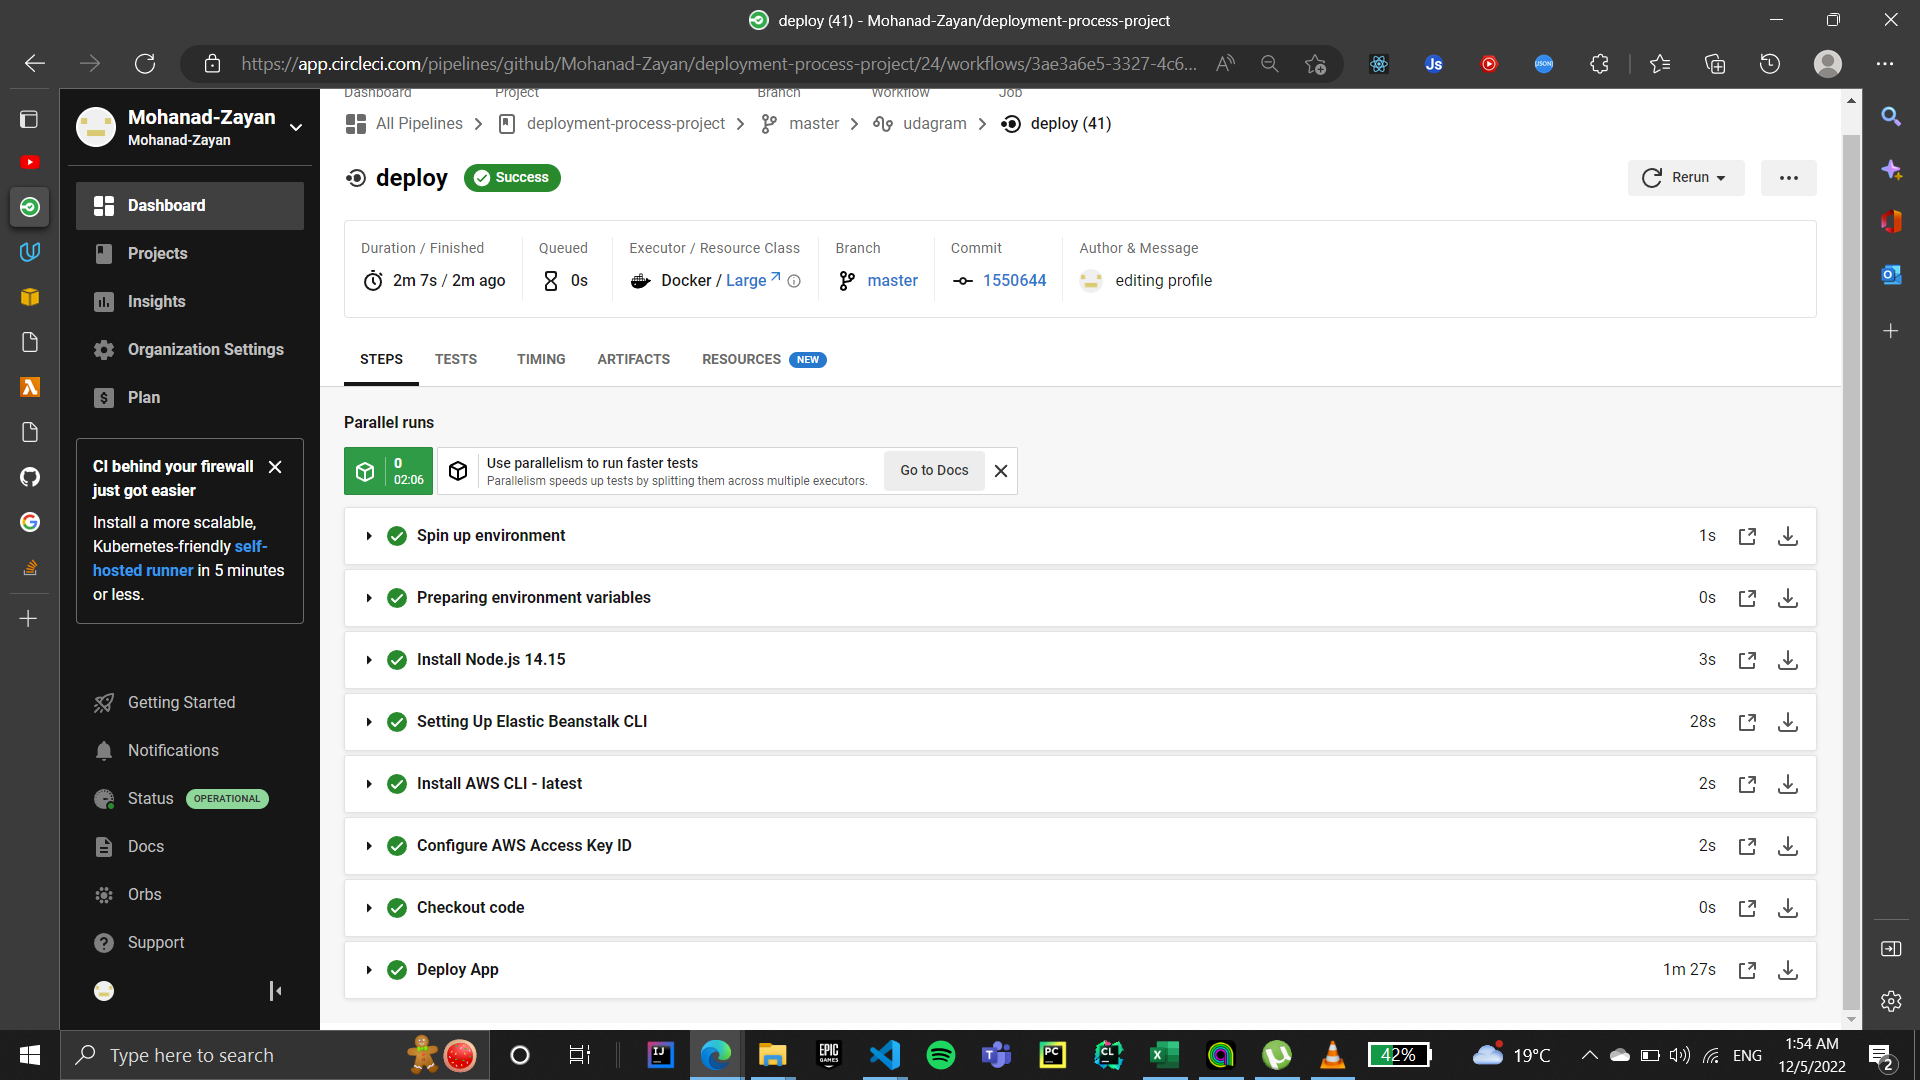 deploy (41) - Mohanad-Zayan/deployment-process-project
https://app.circleci.com/pipelines/github/Mohanad-Zayan/deployment-process-project/24/workflows/3ae3a6e5-3327-4c6...
Mohanad-Zayan
Mohanad-Zayan
Dashboard
Projects
Insights
Organization Settings
Plan
CI behind your firewall
just got easier
Install a more scalable,
Kubernetes-friendly self-
hosted runner in 5 minutes
or less.
Getting Started
Notifications
Status OPERATIONAL
Docs
Orbs
Support
Dashboard Project Branch Workflow Job
All Pipelines deployment-process-project master udagram deploy (41)
deploy Success
Rerun
Duration / Finished Queued Executor / Resource Class Branch Commit Author & Message
2m 7s / 2m ago 0s Docker / Large master 1550644 editing profile
STEPS TESTS TIMING ARTIFACTS RESOURCES NEW
Parallel runs
0
02:06
Use parallelism to run faster tests
Parallelism speeds up tests by splitting them across multiple executors.
Go to Docs
Spin up environment 1s
Preparing environment variables 0s
Install Node.js 14.15 3s
Setting Up Elastic Beanstalk CLI 28s
Install AWS CLI - latest 2s
Configure AWS Access Key ID 2s
Checkout code 0s
Deploy App 1m 27s
Type here to search
42%
19°C
ENG
1:54 AM
12/5/2022
2